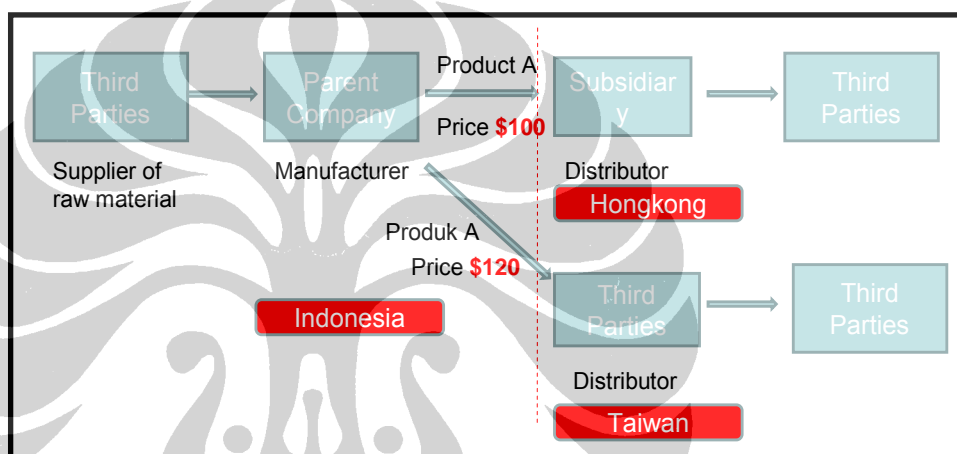 Third
Parties
Parent
Company
Product A
Price $100
Subsidiar
y
Third
Parties
Supplier of
raw material
Manufacturer
Distributor
Hongkong
Produk A
Price $120
Indonesia
Third
Parties
Third
Parties
Distributor
Taiwan